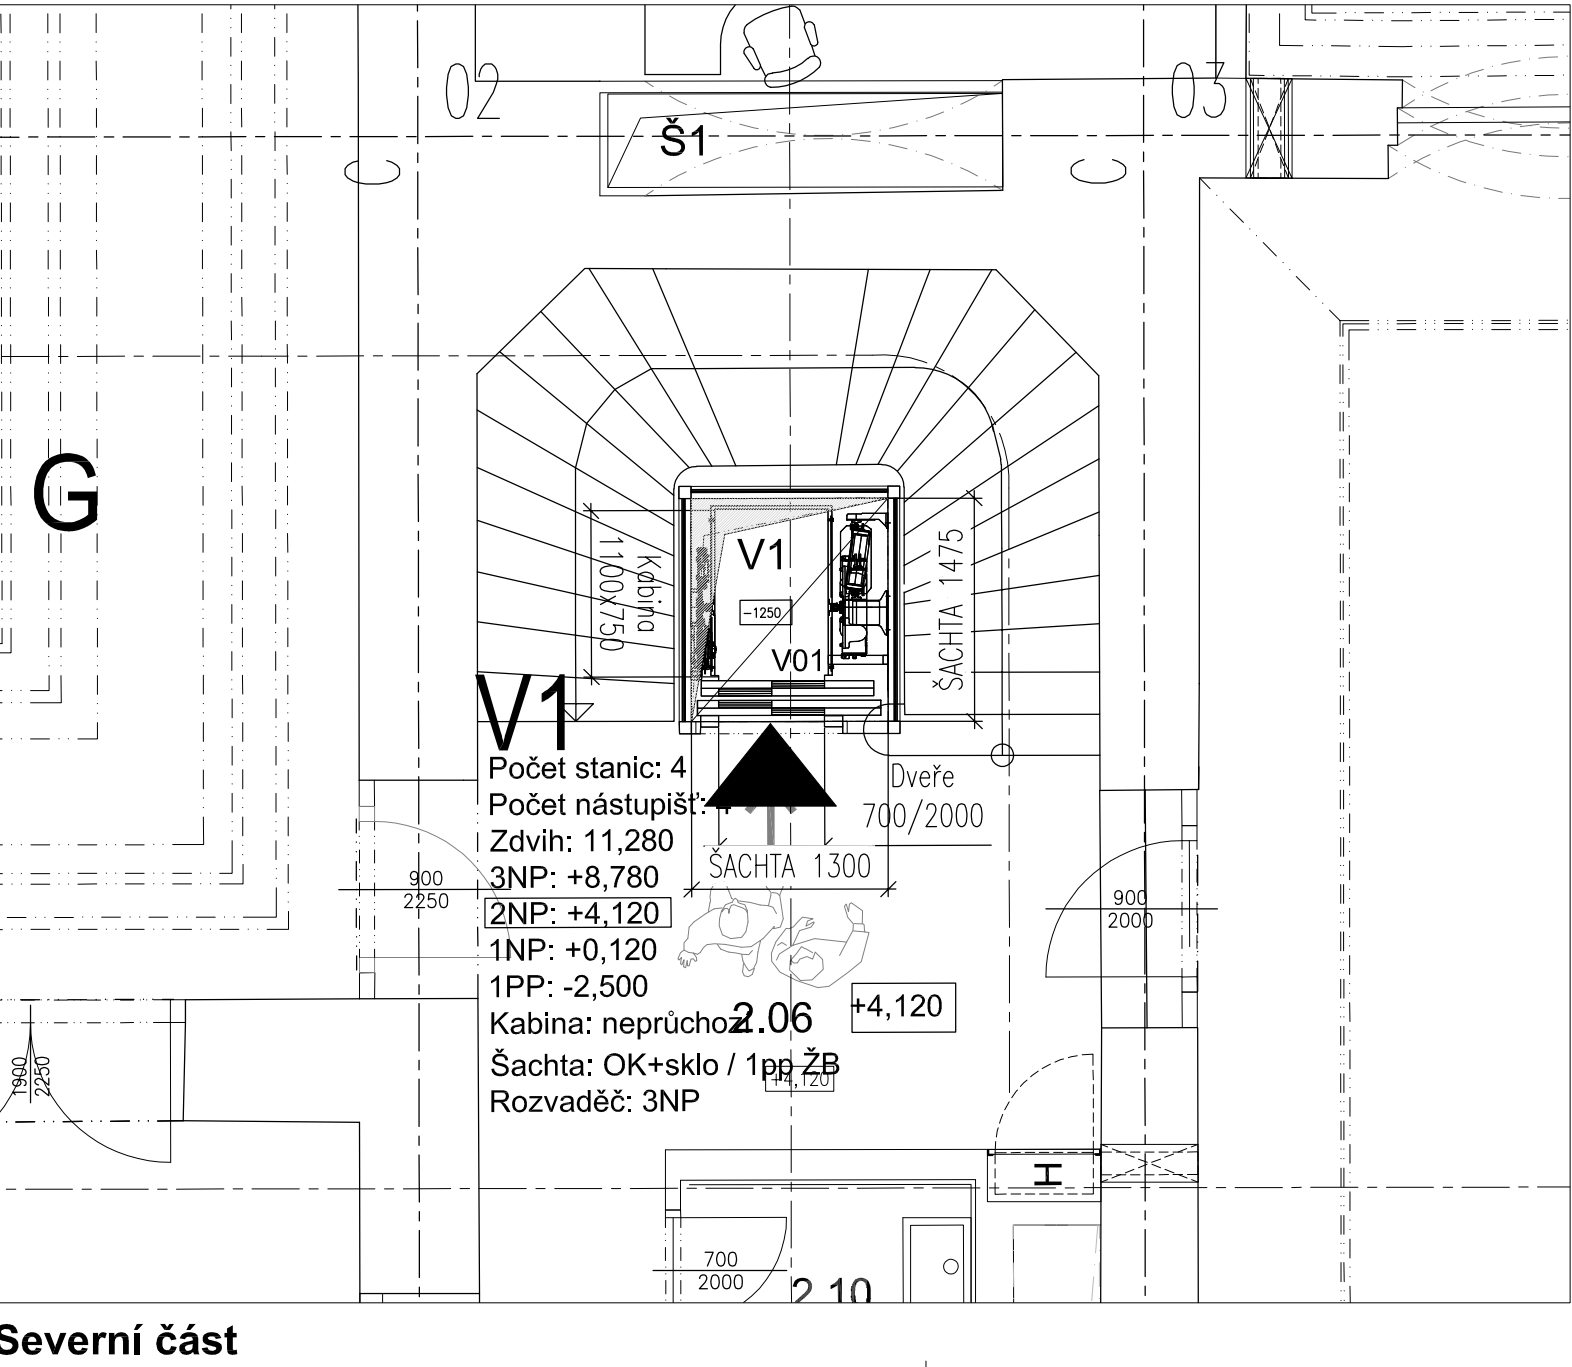 02
03
Š1
G
Kabina
1100x750
V1
-1250
V01
ŠACHTA 1475
V1
Počet stanic: 4
Počet nástupišť:
Zdvih: 11,280
3NP: +8,780
2NP: +4,120
1NP: +0,120
1PP: -2,500
Kabina: neprůchozí
Šachta: OK+sklo / 1pp ŽB
Rozvaděč: 3NP
Dveře
700/2000
ŠACHTA 1300
900
2250
900
2000
2.06
+4,120
+4,120
1900
2250
H
700
2000
2.10
Severní část